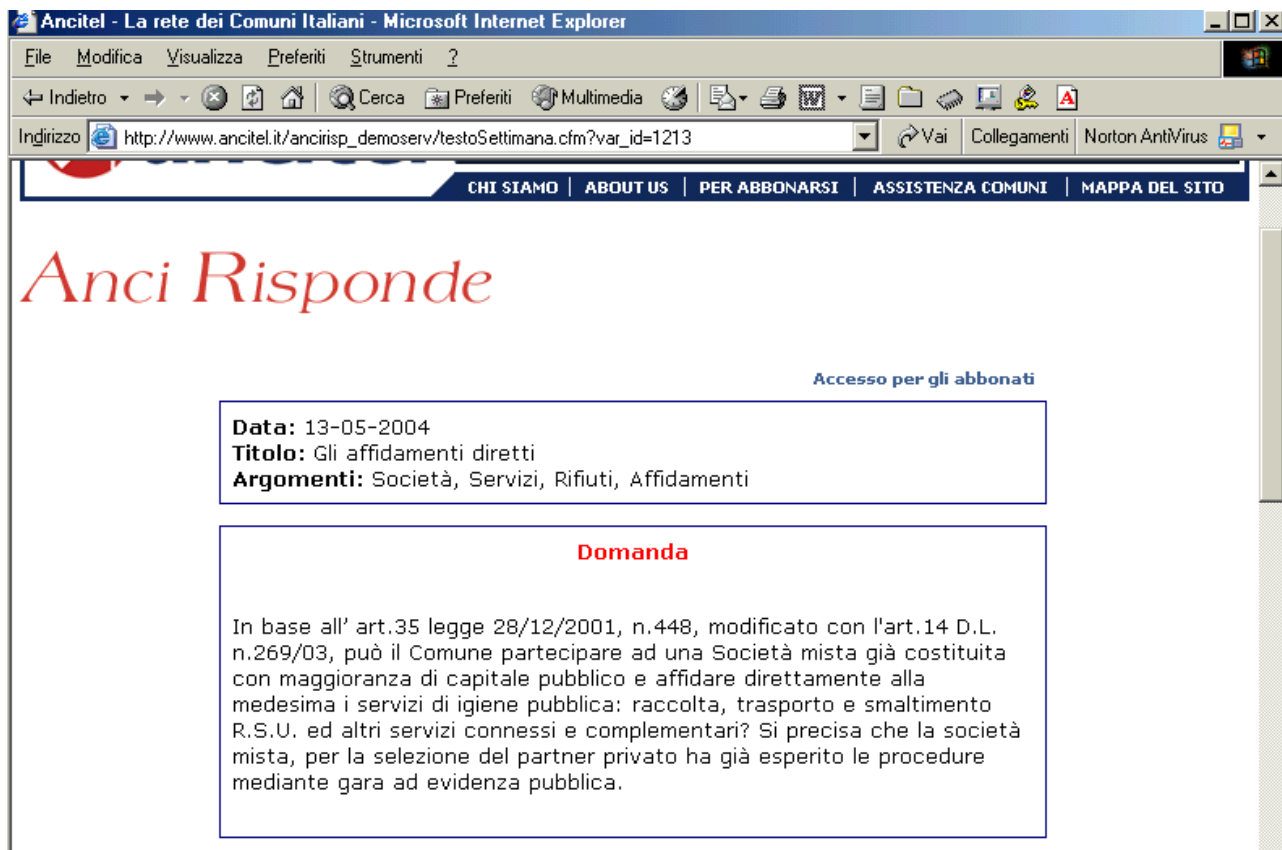 Ancitel - La rete dei Comuni Italiani - Microsoft Internet Explorer
File Modifica Visualizza Preferiti Strumenti ?
Indietro Cerca Preferiti Multimedia
Indirizzo http://www.ancitel.it/ancirisp_demoserv/testoSettimana.cfm?var_id=1213 Vai Collegamenti Norton AntiVirus
CHI SIAMO | ABOUT US | PER ABBONARSI | ASSISTENZA COMUNI | MAPPA DEL SITO
Anci Risponde
Accesso per gli abbonati
Data: 13-05-2004
Titolo: Gli affidamenti diretti
Argomenti: Società, Servizi, Rifiuti, Affidamenti
Domanda
In base all' art.35 legge 28/12/2001, n.448, modificato con l'art.14 D.L.
n.269/03, può il Comune partecipare ad una Società mista già costituita
con maggioranza di capitale pubblico e affidare direttamente alla
medesima i servizi di igiene pubblica: raccolta, trasporto e smaltimento
R.S.U. ed altri servizi connessi e complementari? Si precisa che la società
mista, per la selezione del partner privato ha già esperito le procedure
mediante gara ad evidenza pubblica.